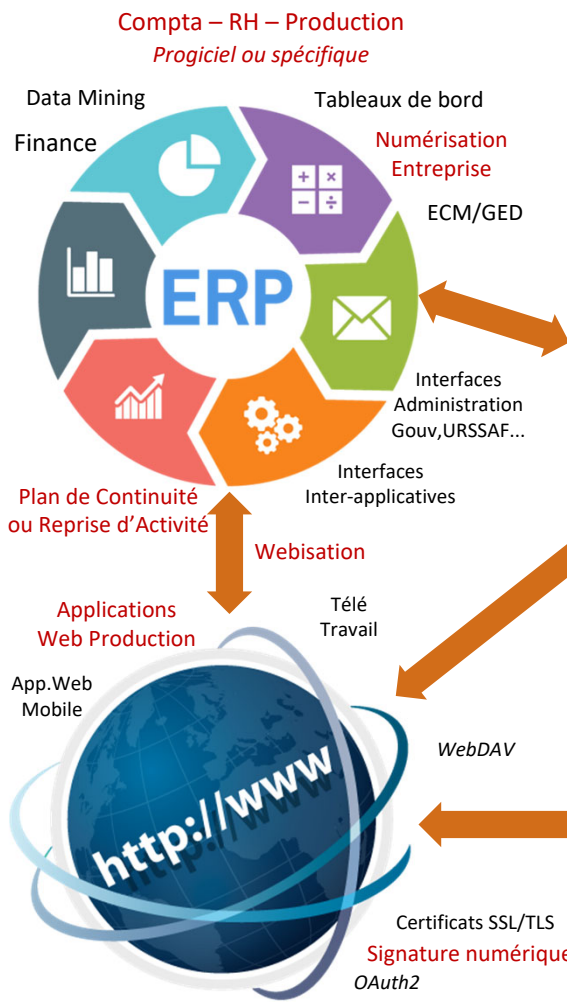 Compta – RH – Production
Progiciel ou spécifique
Data Mining
Tableaux de bord
Finance
Numérisation
Entreprise
ECM/GED
ERP
Interfaces
Administration
Gouv,URSSAF...
Interfaces
Inter-applicatives
Plan de Continuité
ou Reprise d’Activité
Webisation
Applications
Web Production
Télé
Travail
App.Web
Mobile
WebDAV
http://www
Certificats SSL/TLS
Signature numérique
OAuth2